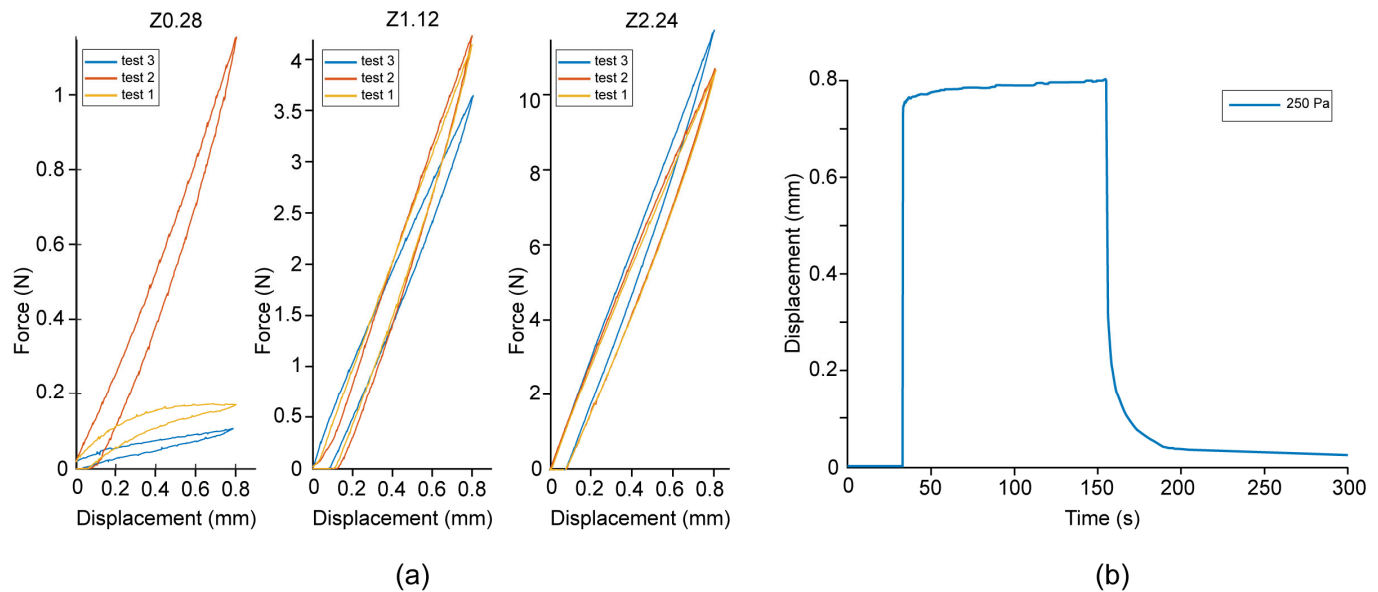 Z0.28
test 3
test 2
test 1
1
0.8
0.6
0.4
0.2
0
0 0.2 0.4 0.6 0.8
Force (N)
Displacement (mm)
Z1.12
test 3
test 2
test 1
4
3.5
3
2.5
2
1.5
1
0.5
0
0 0.2 0.4 0.6 0.8
Force (N)
Displacement (mm)
Z2.24
test 3
test 2
test 1
10
8
6
4
2
0
0 0.2 0.4 0.6 0.8
Force (N)
Displacement (mm)
(a)
250 Pa
0.8
0.6
0.4
0.2
0
0 50 100 150 200 250 300
Displacement (mm)
Time (s)
(b)